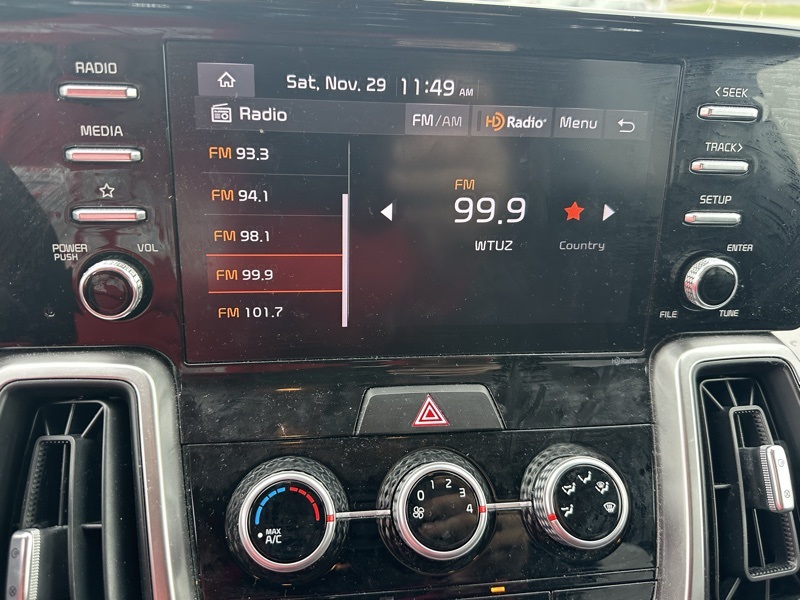 RADIO
MEDIA
POWER PUSH
VOL
Sat, Nov. 29 11:49 AM
Radio FM/AM HD Radio Menu
FM 93.3
FM 94.1
FM 98.1
FM 99.9
FM 101.7
FM
99.9
WTUZ Country
<SEEK
TRACK>
SETUP
ENTER
FILE
TUNE
MAX
A/C
0 1 2 3 4